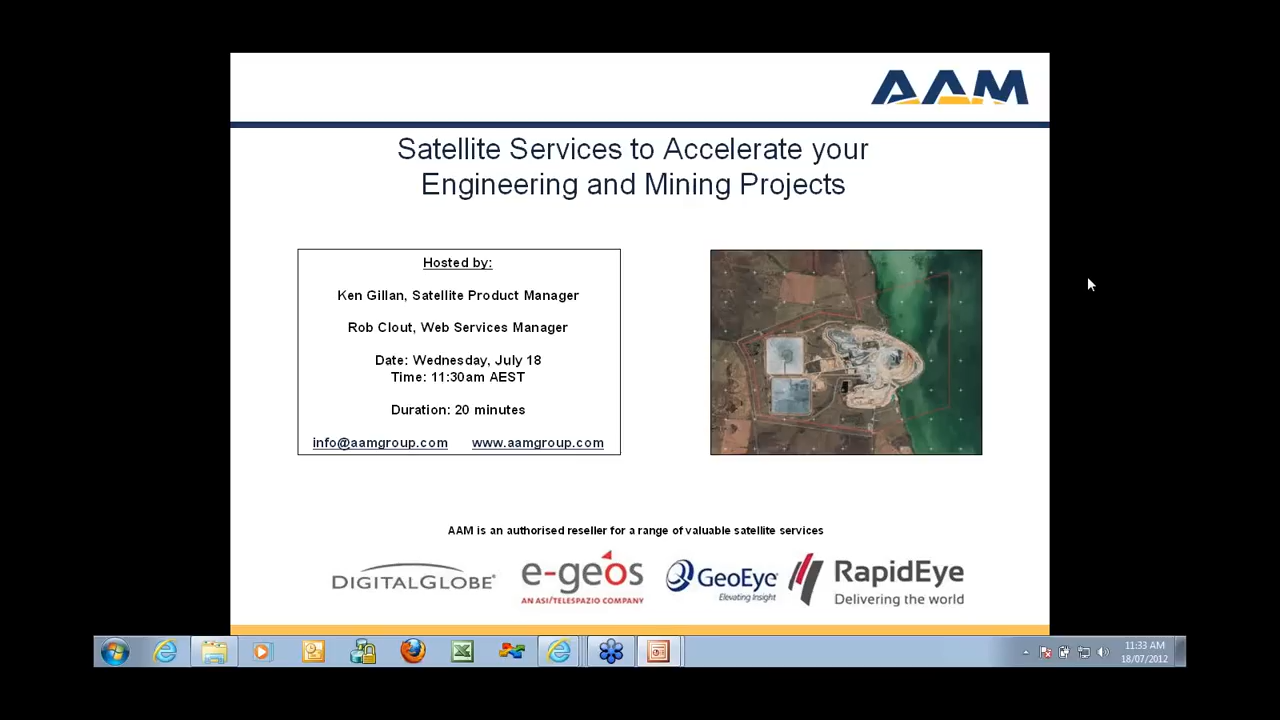 AAM
Satellite Services to Accelerate your
Engineering and Mining Projects
Hosted by:
Ken Gillan, Satellite Product Manager
Rob Clout, Web Services Manager
Date: Wednesday, July 18
Time: 11:30am AEST
Duration: 20 minutes
info@aamgroup.com www.aamgroup.com
AAM is an authorised reseller for a range of valuable satellite services
DIGITALGLOBE®
e-geos
AN ASI/TELESPAZIO COMPANY
GeoEye
Elevating Insight
RapidEye
Delivering the world
11:33 AM
18/07/2012